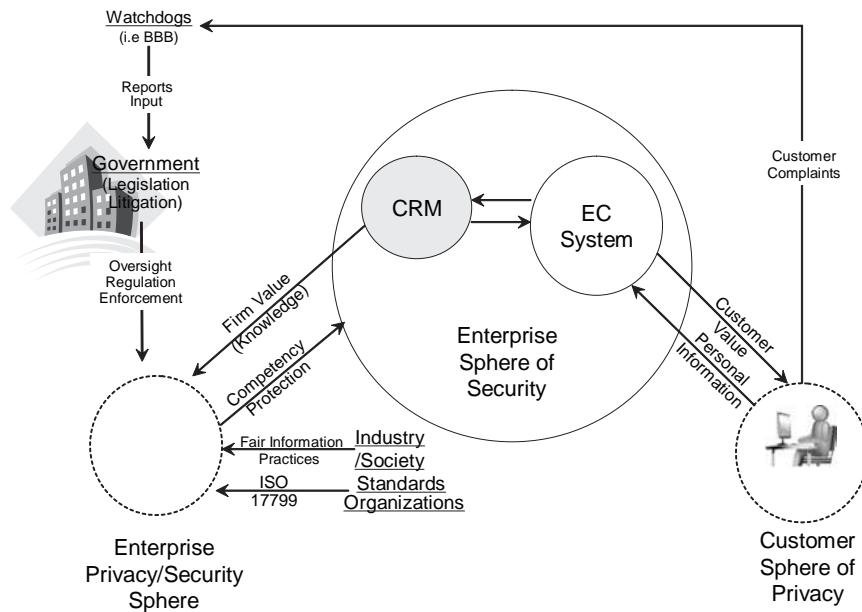 Watchdogs
(i.e BBB)
Reports
Input
Government
(Legislation
Litigation)
Oversight
Regulation
Enforcement
Customer
Complaints
CRM
EC
System
Firm Value
(Knowledge)
Competency
Protection
Enterprise
Sphere of
Security
Customer
Value
Personal
Information
Fair Information
Practices
Industry
/Society
ISO
17799
Standards
Organizations
Enterprise
Privacy/Security
Sphere
Customer
Sphere of
Privacy